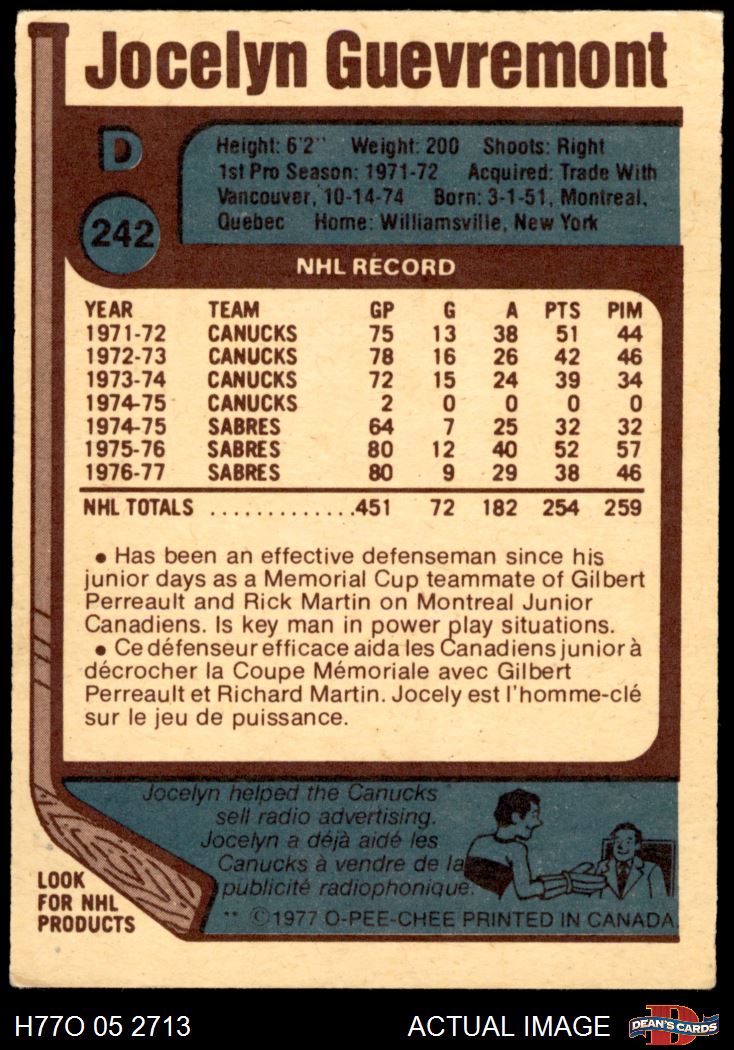 Jocelyn Guevremont
D
242
Height: 6'2" Weight: 200 Shoots: Right
1st Pro Season: 1971-72 Acquired: Trade With
Vancouver, 10-14-74 Born: 3-1-51, Montreal,
Quebec Home: Williamsville, New York
NHL RECORD
YEAR TEAM GP G A PTS PIM
1971-72 CANUCKS 75 13 38 51 44
1972-73 CANUCKS 78 16 26 42 46
1973-74 CANUCKS 72 15 24 39 34
1974-75 CANUCKS 2 0 0 0 0
1974-75 SABRES 64 7 25 32 32
1975-76 SABRES 80 12 40 52 57
1976-77 SABRES 80 9 29 38 46
NHL TOTALS .............451 72 182 254 259
• Has been an effective defenseman since his
junior days as a Memorial Cup teammate of Gilbert
Perreault and Rick Martin on Montreal Junior
Canadiens. Is key man in power play situations.
• Ce défenseur efficace aida les Canadiens junior à
décrocher la Coupe Mémoriale avec Gilbert
Perreault et Richard Martin. Jocely est l'homme-clé
sur le jeu de puissance.
Jocelyn helped the Canucks
sell radio advertising.
Jocelyn a déjà aidé les
Canucks à vendre de la
publicité radiophonique.
LOOK
FOR NHL
PRODUCTS
** ©1977 O-PEE-CHEE PRINTED IN CANADA.
H77O 05 2713 ACTUAL IMAGE
D
DEAN'S CARDS